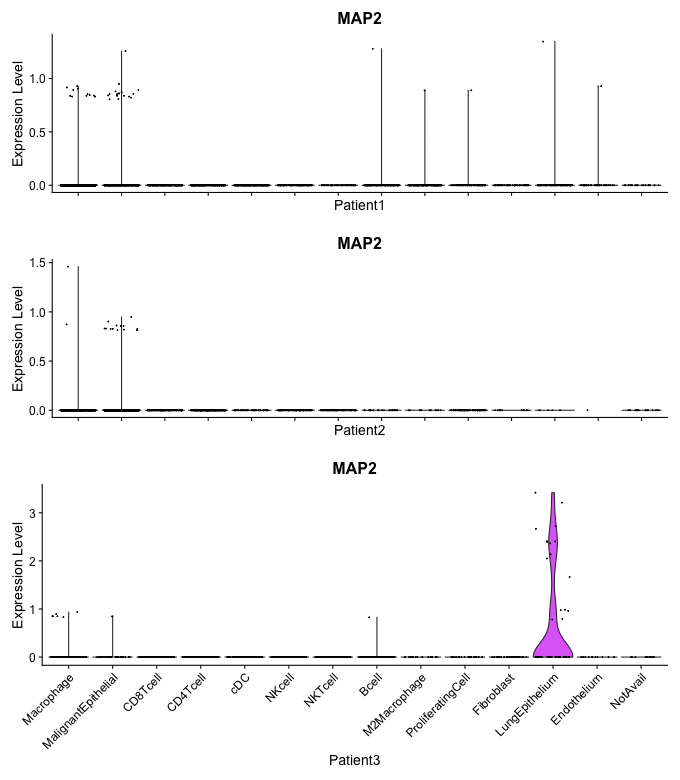 MAP2
Expression Level
1.0
0.5
0.0
Patient1
MAP2
Expression Level
1.5
1.0
0.5
0.0
Patient2
MAP2
Expression Level
3
2
1
0
Macrophage
MalignantEpithelial
CD8Tcell
CD4Tcell
cDC
NKcell
NKTcell
Bcell
M2Macrophage
ProliferatingCell
Fibroblast
LungEpithelium
Endothelium
NotAvail
Patient3